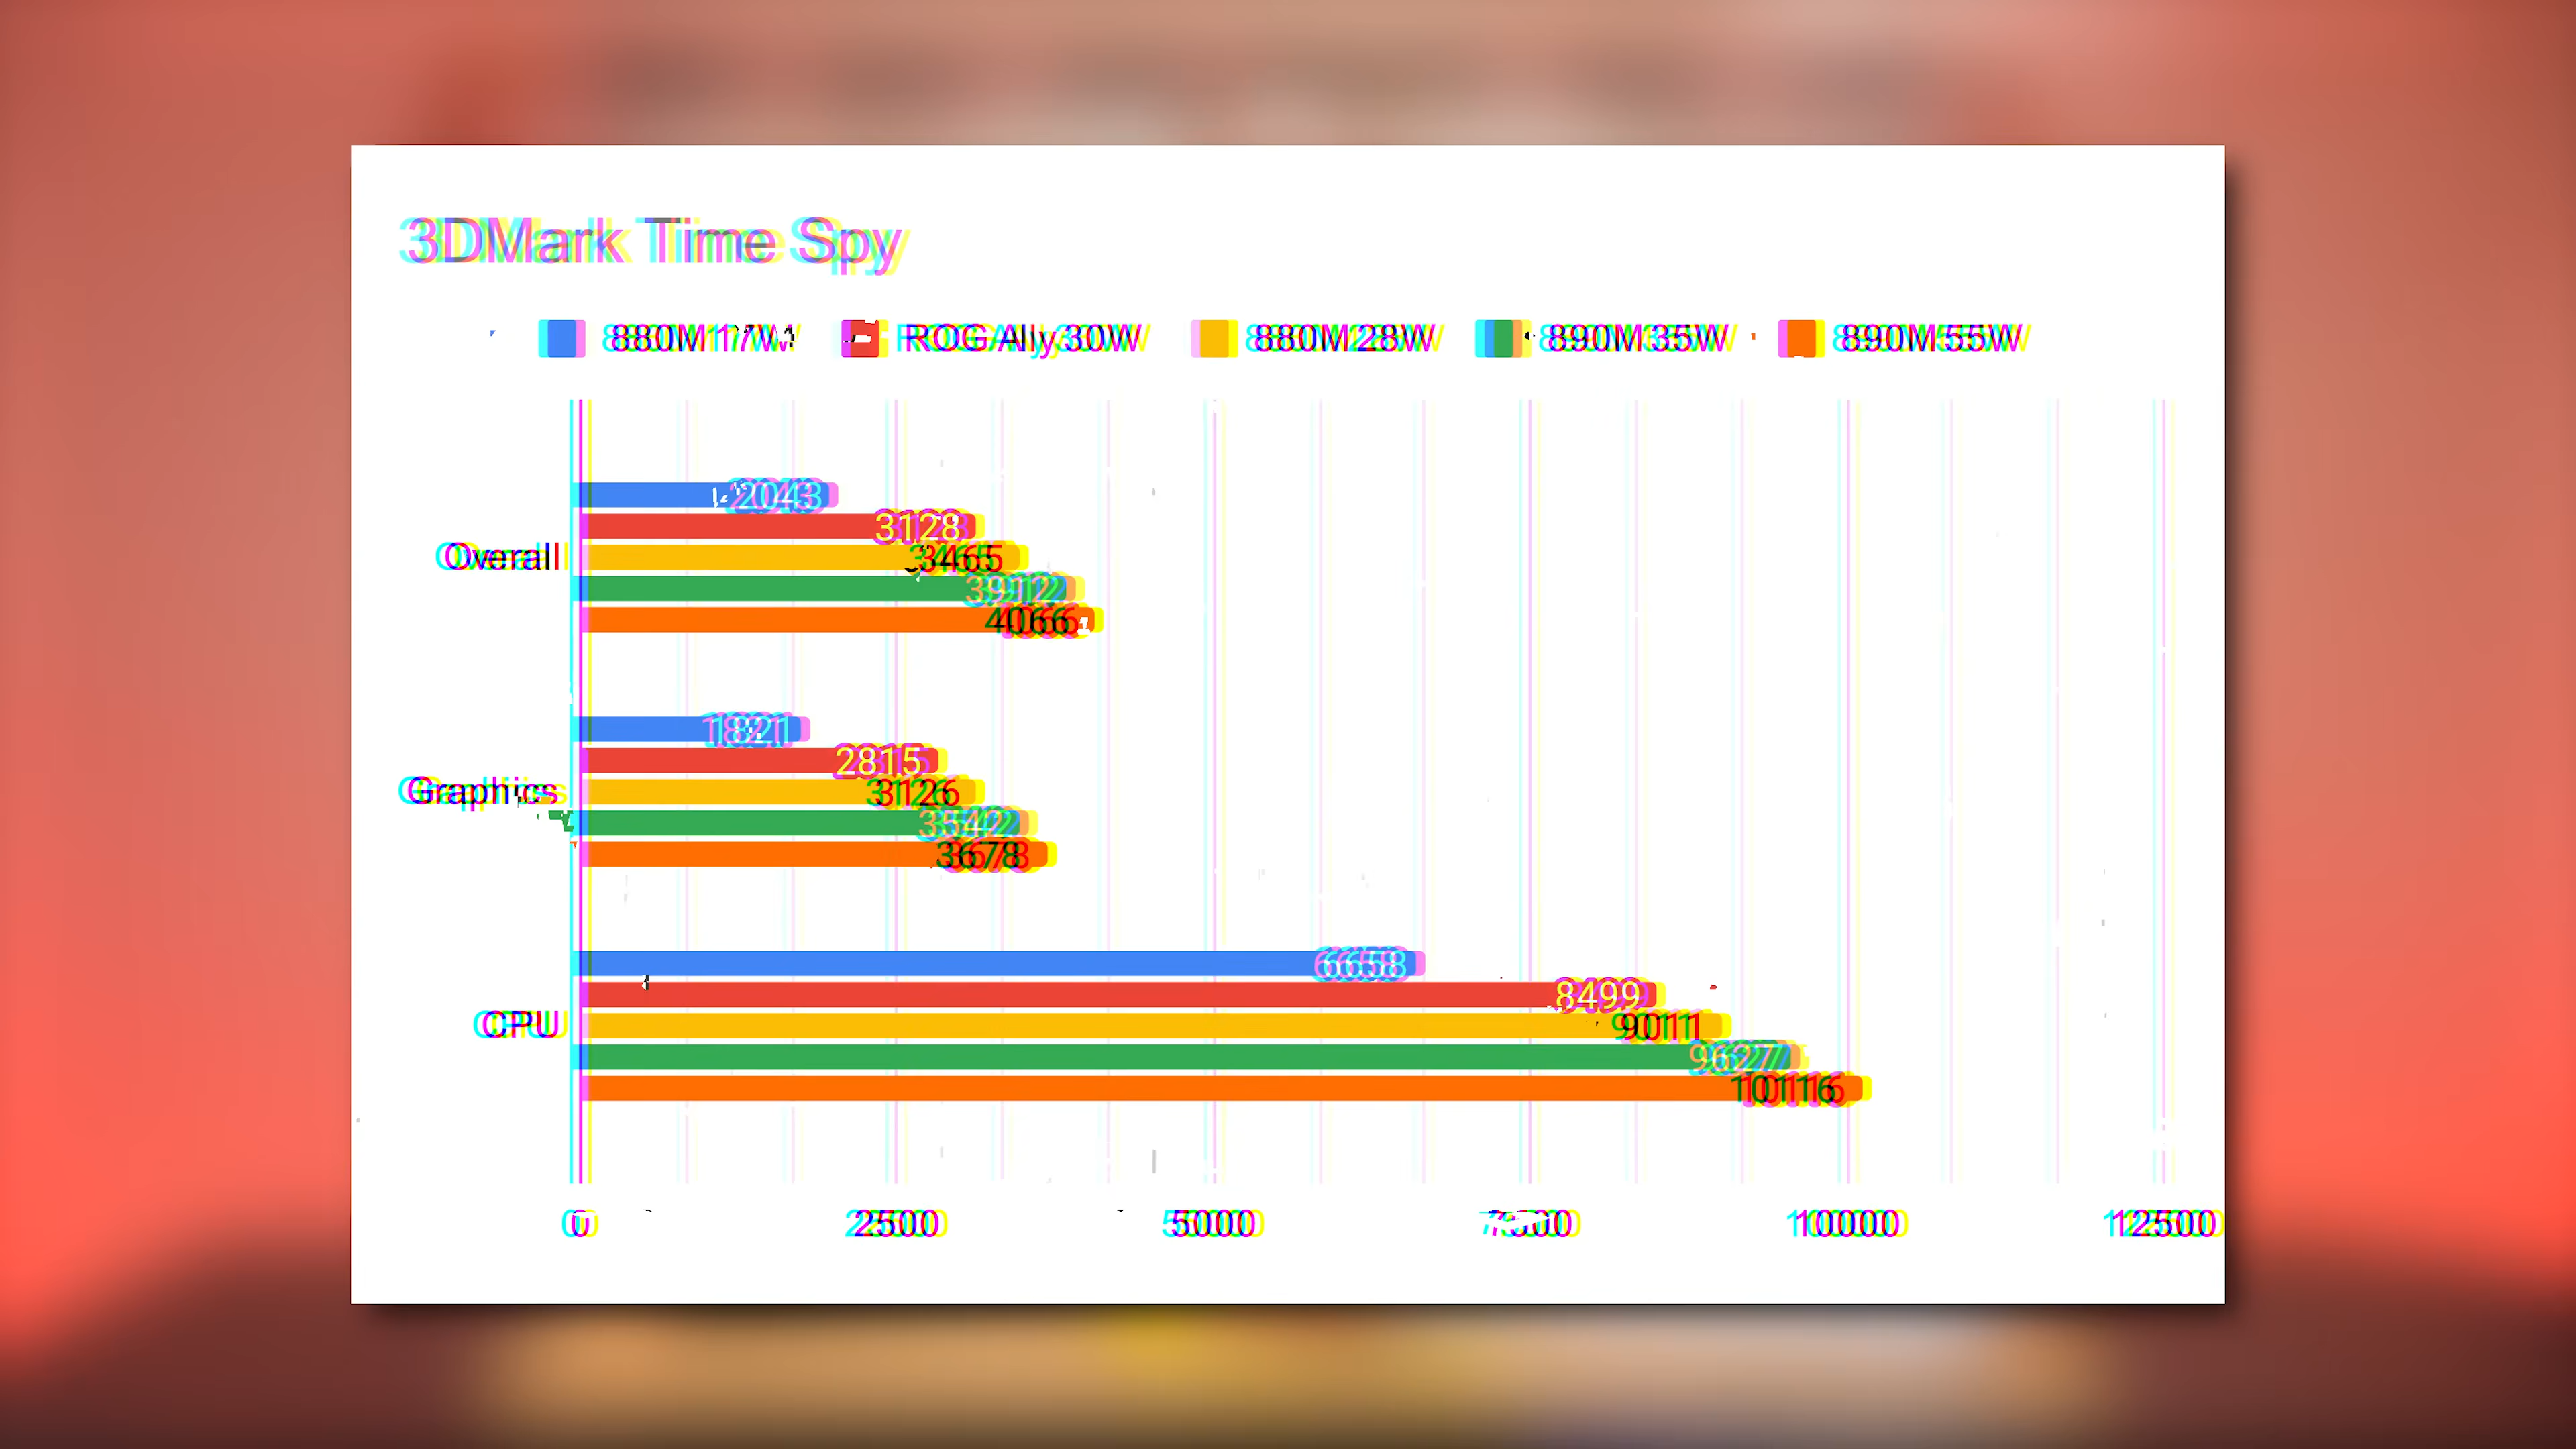 3DMark Time Spy
880M 17W ROG Ally 30W 880M 28W 890M 35W 890M 55W
2043
3128
Overall 3465
3912
4066
1821
2815
Graphics 3126
3542
3678
6658
8499
CPU 9011
9627
10116
0 2500 5000 7500 10000 12500